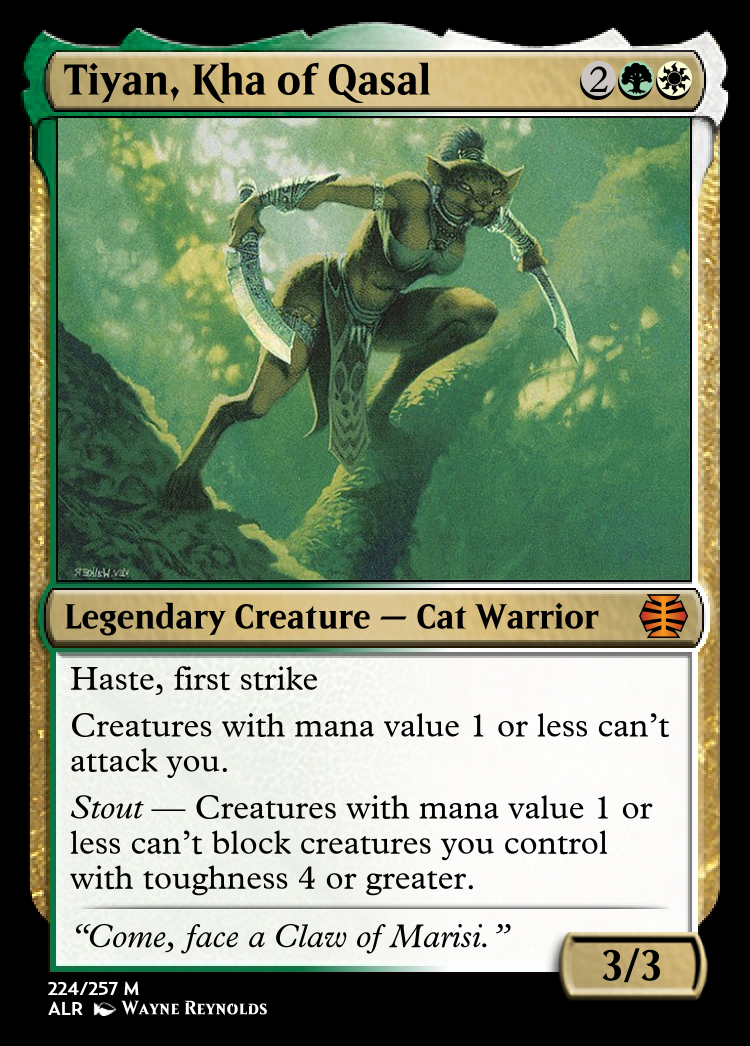 Tiyan, Kha of Qasal 2
Legendary Creature — Cat Warrior
Haste, first strike
Creatures with mana value 1 or less can't
attack you.
Stout — Creatures with mana value 1 or
less can't block creatures you control
with toughness 4 or greater.
"Come, face a Claw of Marisi."
3/3
224/257 M
ALR WAYNE REYNOLDS